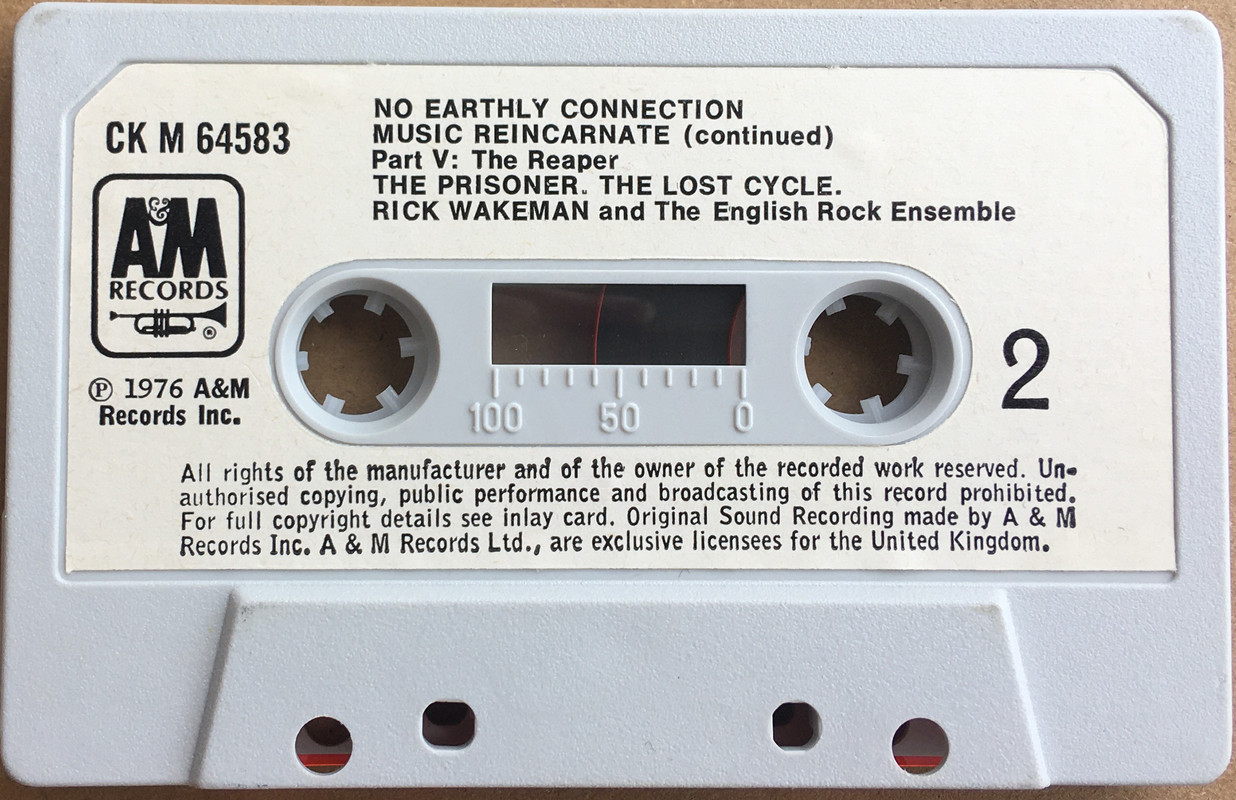 NO EARTHLY CONNECTION
MUSIC REINCARNATE (continued)
Part V: The Reaper
THE PRISONER. THE LOST CYCLE.
RICK WAKEMAN and The English Rock Ensemble
CK M 64583
A&M
RECORDS
®
℗ 1976 A&M
Records Inc.
2
100 50 0
All rights of the manufacturer and of the owner of the recorded work reserved. Un-
authorised copying, public performance and broadcasting of this record prohibited.
For full copyright details see inlay card. Original Sound Recording made by A & M
Records Inc. A & M Records Ltd., are exclusive licensees for the United Kingdom.